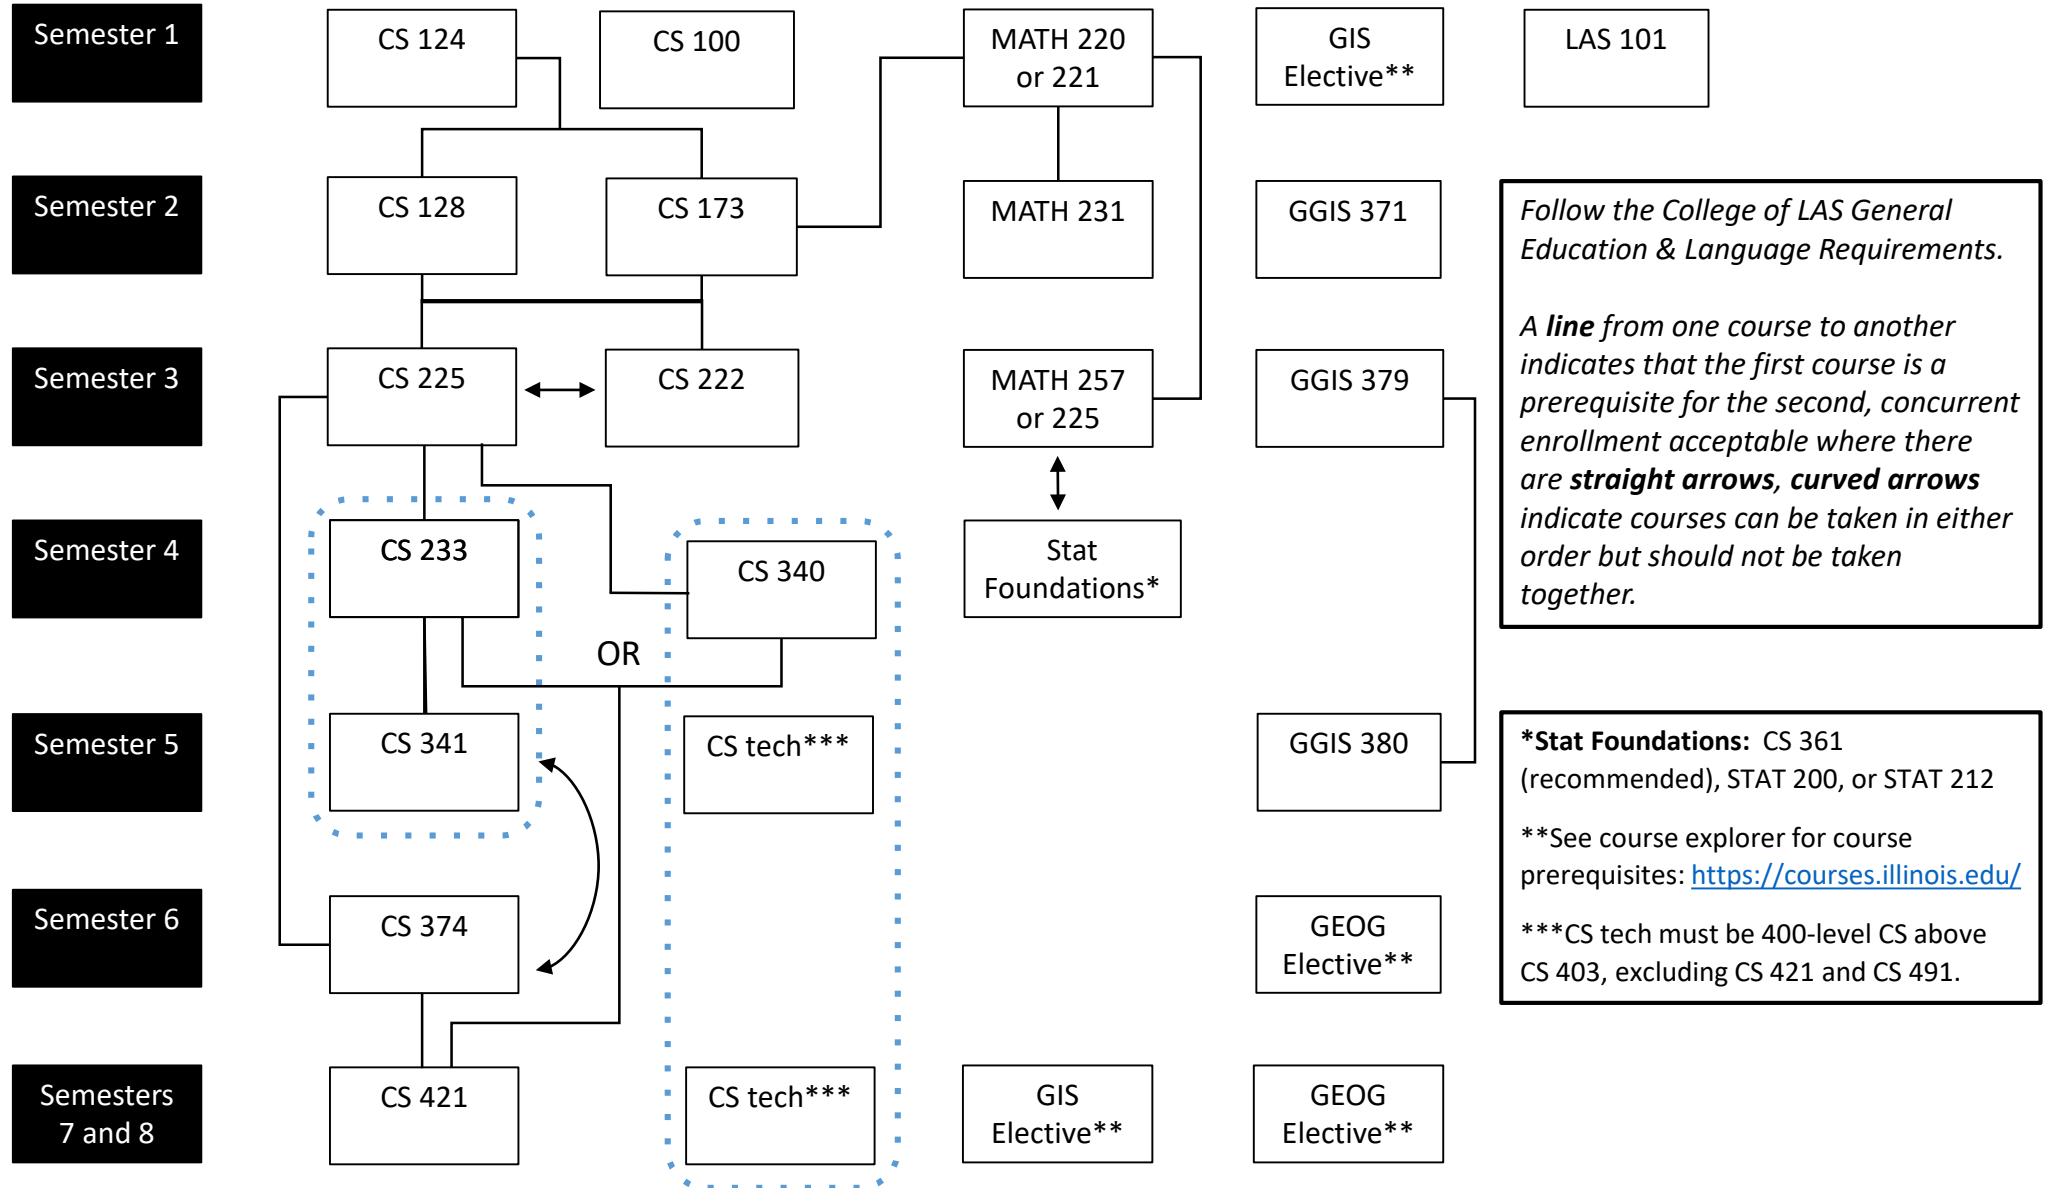 Semester 1
CS 124
CS 100
MATH 220
or 221
GIS
Elective**
LAS 101
Semester 2
CS 128
CS 173
MATH 231
GGIS 371
Follow the College of LAS General
Education & Language Requirements.
A line from one course to another
indicates that the first course is a
prerequisite for the second, concurrent
enrollment acceptable where there
are straight arrows, curved arrows
indicate courses can be taken in either
order but should not be taken
together.
Semester 3
CS 225
CS 222
MATH 257
or 225
GGIS 379
Semester 4
CS 233
CS 340
Stat
Foundations*
OR
Semester 5
CS 341
CS tech***
GGIS 380
*Stat Foundations: CS 361
(recommended), STAT 200, or STAT 212
**See course explorer for course
prerequisites: https://courses.illinois.edu/
***CS tech must be 400-level CS above
CS 403, excluding CS 421 and CS 491.
Semester 6
CS 374
GEOG
Elective**
Semesters
7 and 8
CS 421
CS tech***
GIS
Elective**
GEOG
Elective**